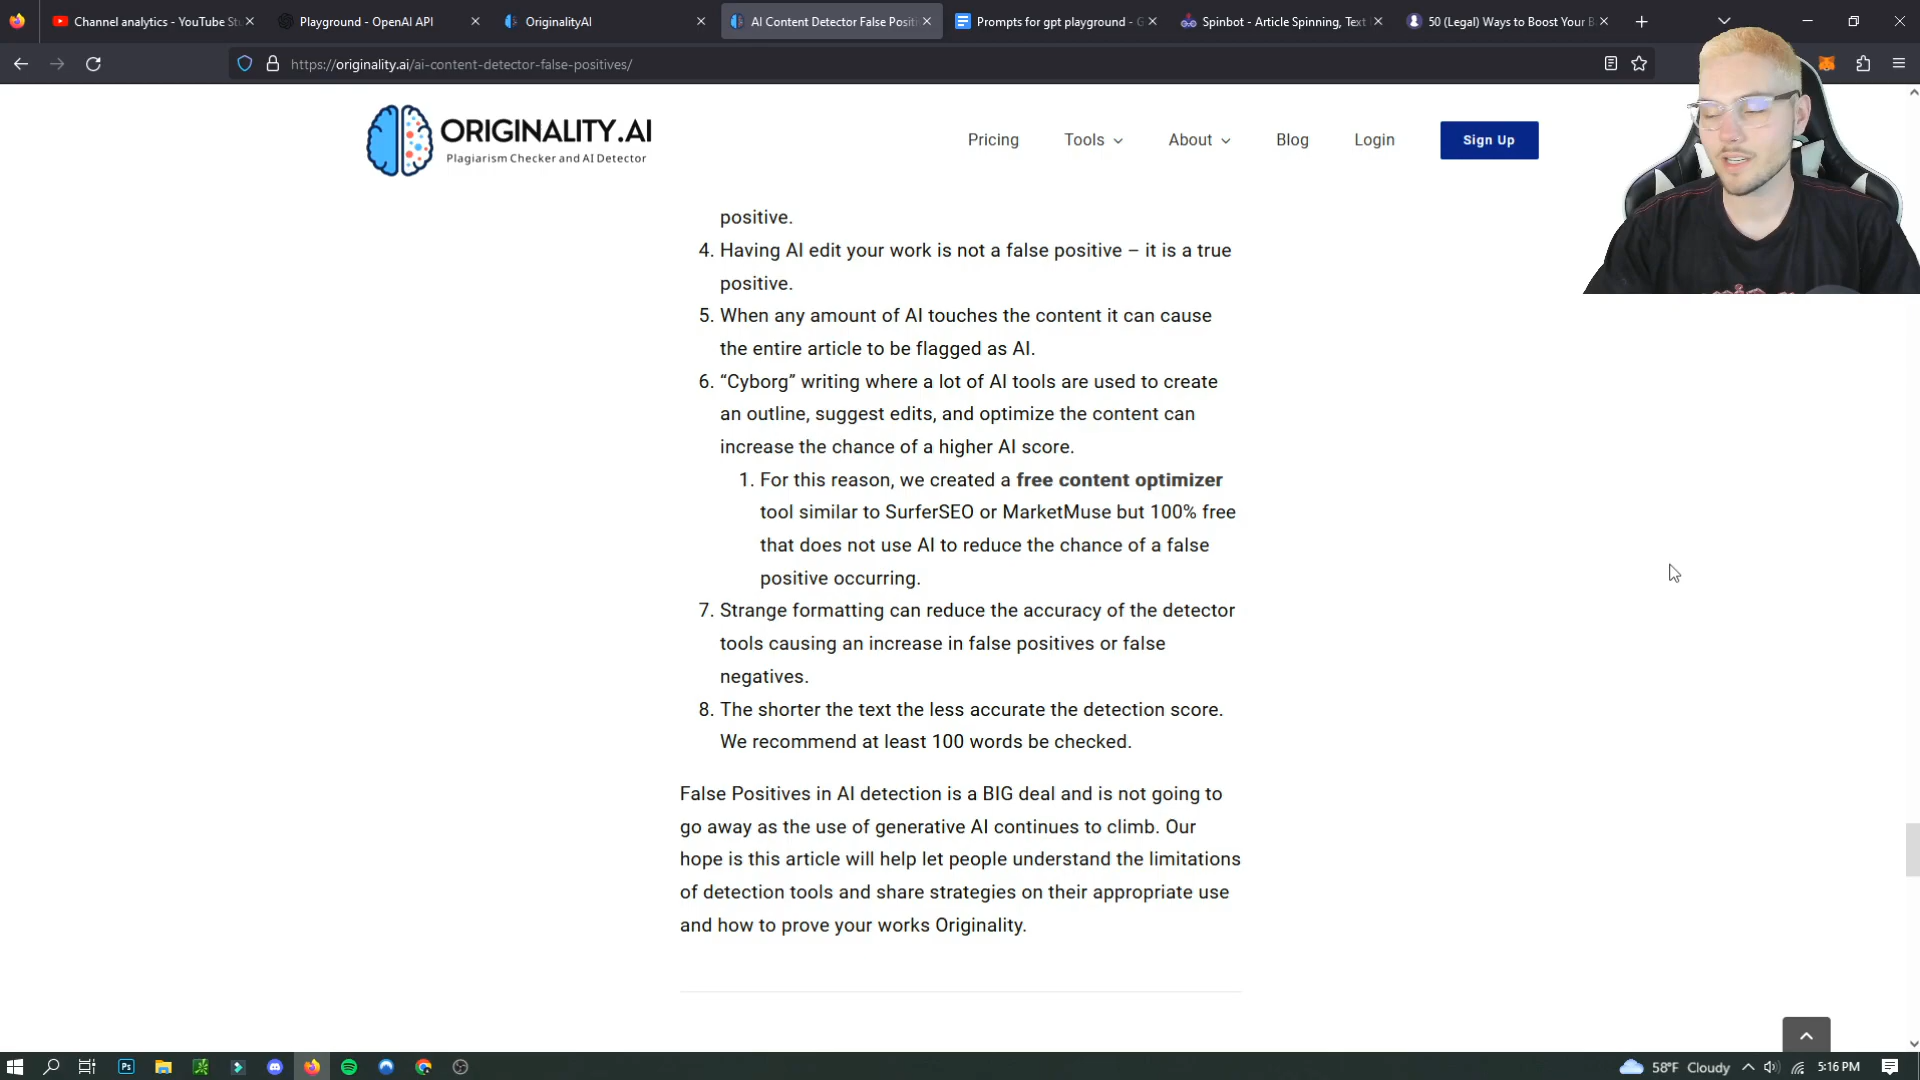 Channel analytics - YouTube St
Playground - OpenAI API
OriginalityAI
AI Content Detector False Positi
Prompts for gpt playground - G
Spinbot - Article Spinning, Text
50 (Legal) Ways to Boost Your B
https://originality.ai/ai-content-detector-false-positives/
ORIGINALITY.AI
Plagiarism Checker and AI Detector
Pricing
Tools
About
Blog
Login
Sign Up
positive.
4. Having AI edit your work is not a false positive – it is a true
positive.
5. When any amount of AI touches the content it can cause
the entire article to be flagged as AI.
6. “Cyborg” writing where a lot of AI tools are used to create
an outline, suggest edits, and optimize the content can
increase the chance of a higher AI score.
1. For this reason, we created a free content optimizer
tool similar to SurferSEO or MarketMuse but 100% free
that does not use AI to reduce the chance of a false
positive occurring.
7. Strange formatting can reduce the accuracy of the detector
tools causing an increase in false positives or false
negatives.
8. The shorter the text the less accurate the detection score.
We recommend at least 100 words be checked.
False Positives in AI detection is a BIG deal and is not going to
go away as the use of generative AI continues to climb. Our
hope is this article will help let people understand the limitations
of detection tools and share strategies on their appropriate use
and how to prove your works Originality.
Ps
58°F Cloudy
5:16 PM